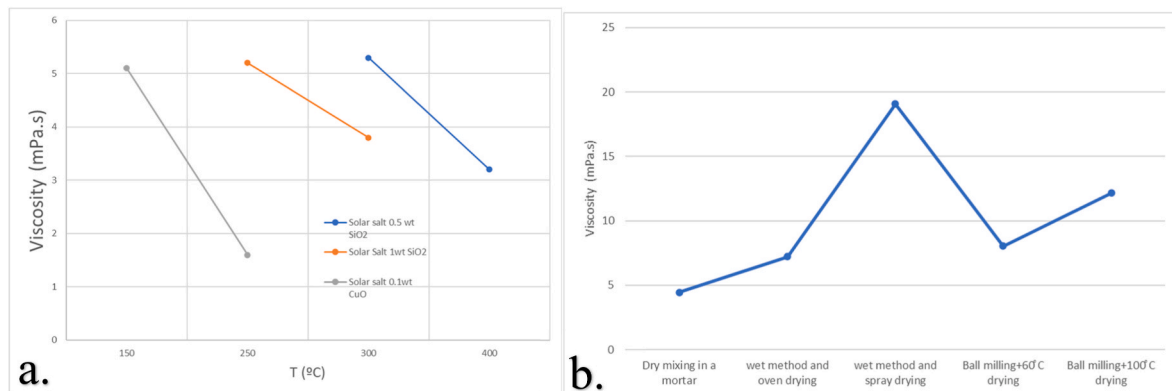 6
5
4
3
2
1
0
Viscosity (mPa.s)
150
250
300
400
T (ºC)
Solar salt 0.5 wt
SiO2
Solar Salt 1wt SiO2
Solar salt 0.1wt
CuO
a.
25
20
15
10
5
0
Viscosity (mPa.s)
Dry mixing in a
mortar
wet method and
oven drying
wet method and
spray drying
Ball milling+60℃
drying
Ball milling+100℃
drying
b.